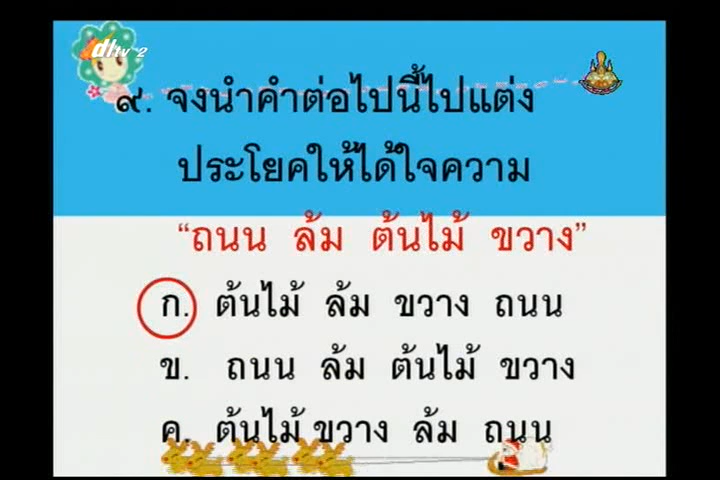 dltv 2
๙. จงนำคำต่อไปนี้ไปแต่ง
ประโยคให้ได้ใจความ
“ถนน ล้ม ต้นไม้ ขวาง”
ก. ต้นไม้ ล้ม ขวาง ถนน
ข. ถนน ล้ม ต้นไม้ ขวาง
ค. ต้นไม้ ขวาง ล้ม ถนน